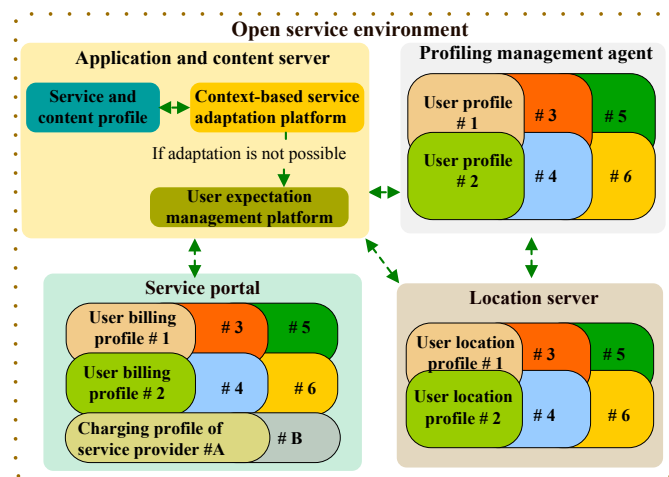 Open service environment
Application and content server
Service and
content profile
Context-based service
adaptation platform
If adaptation is not possible
User expectation
management platform
Profiling management agent
User profile
# 1
# 3
# 5
User profile
# 2
# 4
# 6
Service portal
User billing
profile # 1
# 3
# 5
User billing
profile # 2
# 4
# 6
Charging profile of
service provider #A
# B
Location server
User location
profile # 1
# 3
# 5
User location
profile # 2
# 4
# 6